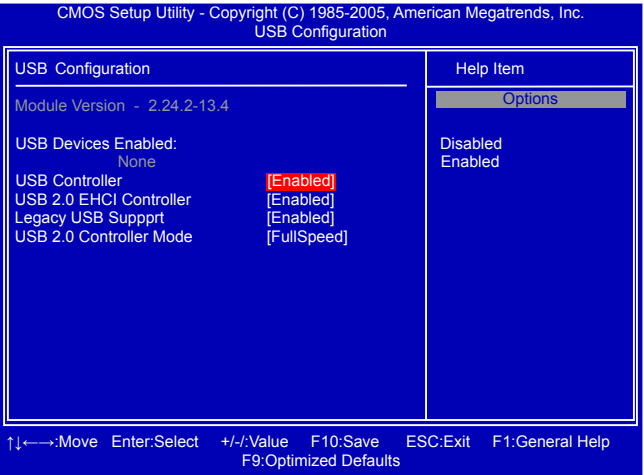 CMOS Setup Utility - Copyright (C) 1985-2005, American Megatrends, Inc.
USB Configuration
USB Configuration
Help Item
Module Version - 2.24.2-13.4
Options
USB Devices Enabled:
None
Disabled
Enabled
USB Controller [Enabled]
USB 2.0 EHCI Controller [Enabled]
Legacy USB Suppprt [Enabled]
USB 2.0 Controller Mode [FullSpeed]
↑↓←→:Move Enter:Select +/-/:Value F10:Save ESC:Exit F1:General Help
F9:Optimized Defaults